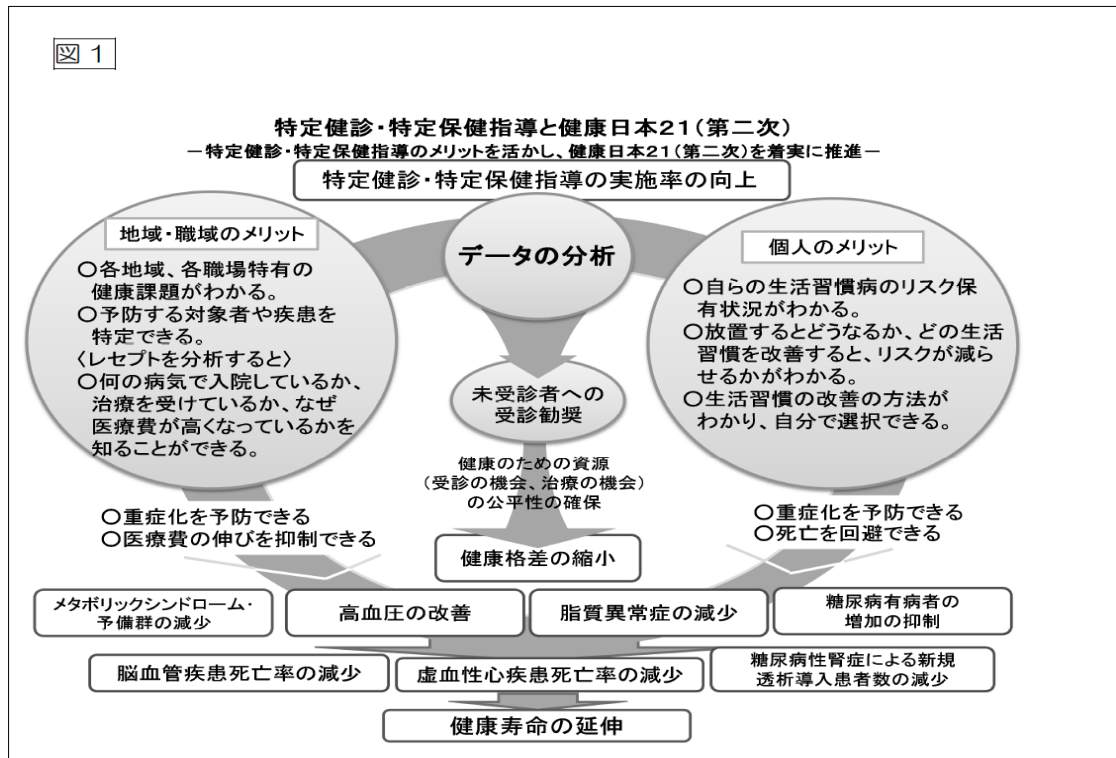 図1
特定健診・特定保健指導と健康日本21(第二次)
－特定健診・特定保健指導のメリットを活かし、健康日本21(第二次)を着実に推進－
特定健診・特定保健指導の実施率の向上
地域・職域のメリット
○各地域、各職場特有の
健康課題がわかる。
○予防する対象者や疾患を
特定できる。
〈レセプトを分析すると〉
○何の病気で入院しているか、
治療を受けているか、なぜ
医療費が高くなっているかを
知ることができる。
データの分析
未受診者への
受診勧奨
健康のための資源
(受診の機会、治療の機会)
の公平性の確保
個人のメリット
○自らの生活習慣病のリスク保
有状況がわかる。
○放置するとどうなるか、どの生活
習慣を改善すると、リスクが減ら
せるかがわかる。
○生活習慣の改善の方法が
わかり、自分で選択できる。
○重症化を予防できる
○医療費の伸びを抑制できる
○重症化を予防できる
○死亡を回避できる
健康格差の縮小
メタボリックシンドローム・
予備群の減少
高血圧の改善
脂質異常症の減少
糖尿病有病者の
増加の抑制
脳血管疾患死亡率の減少
虚血性心疾患死亡率の減少
糖尿病性腎症による新規
透析導入患者数の減少
健康寿命の延伸